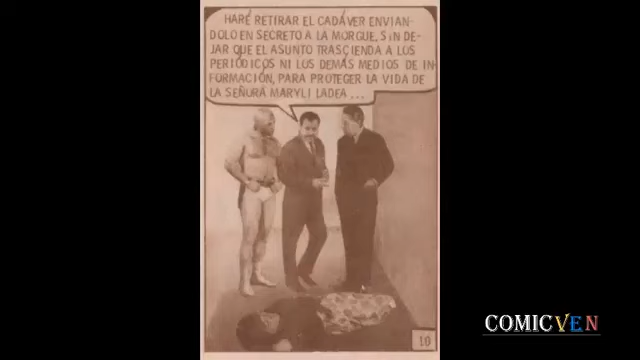 HARÉ RETIRAR EL CADÁVER ENVIAN-
DOLO EN SECRETO A LA MORGUE, SIN DE-
JAR QUE EL ASUNTO TRASCIENDA A LOS
PERIÓDICOS NI LOS DEMÁS MEDIOS DE IN-
FORMACIÓN, PARA PROTEGER LA VIDA DE
LA SEÑORA MARYLI LADEA...
10
COMICVEN